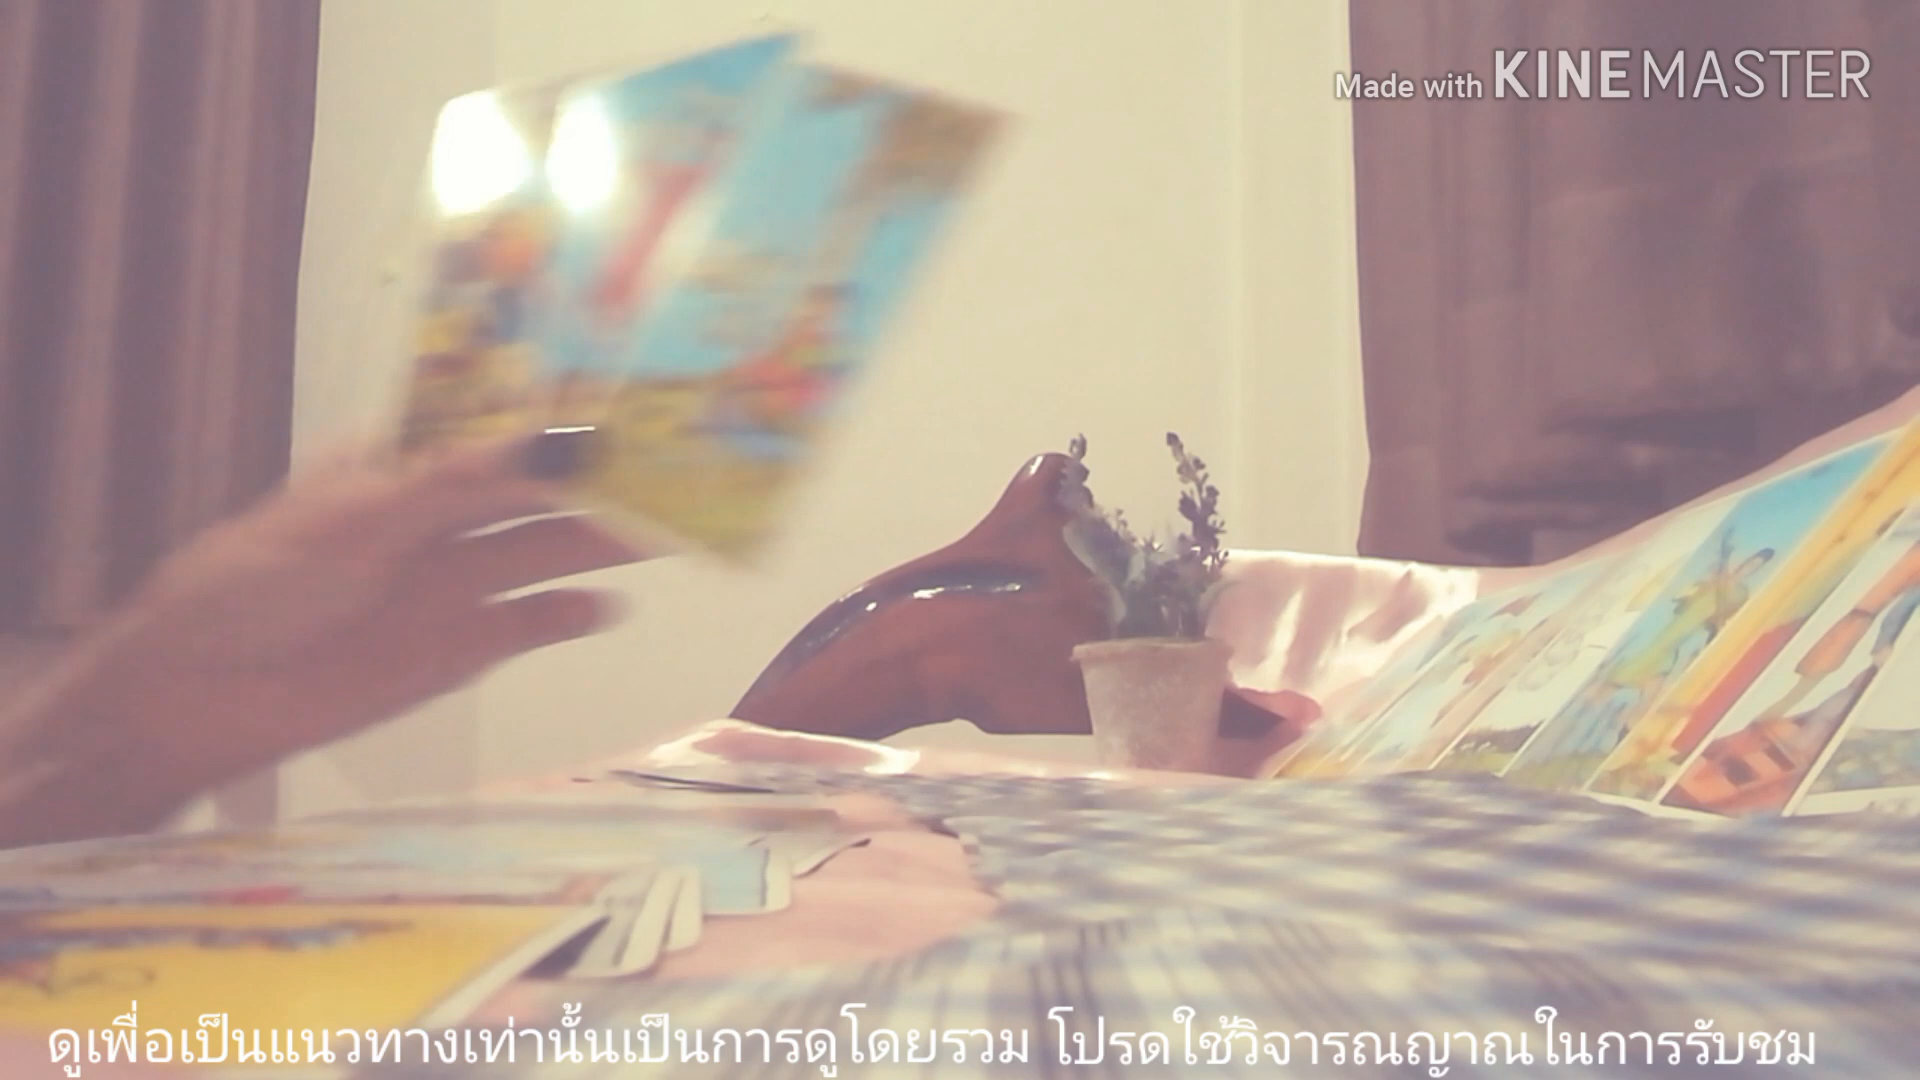 Made with KINEMASTER
ดูเพื่อเป็นแนวทางเท่านั้นเป็นการดูโดยรวม โปรดใช้วิจารณญาณในการรับชม